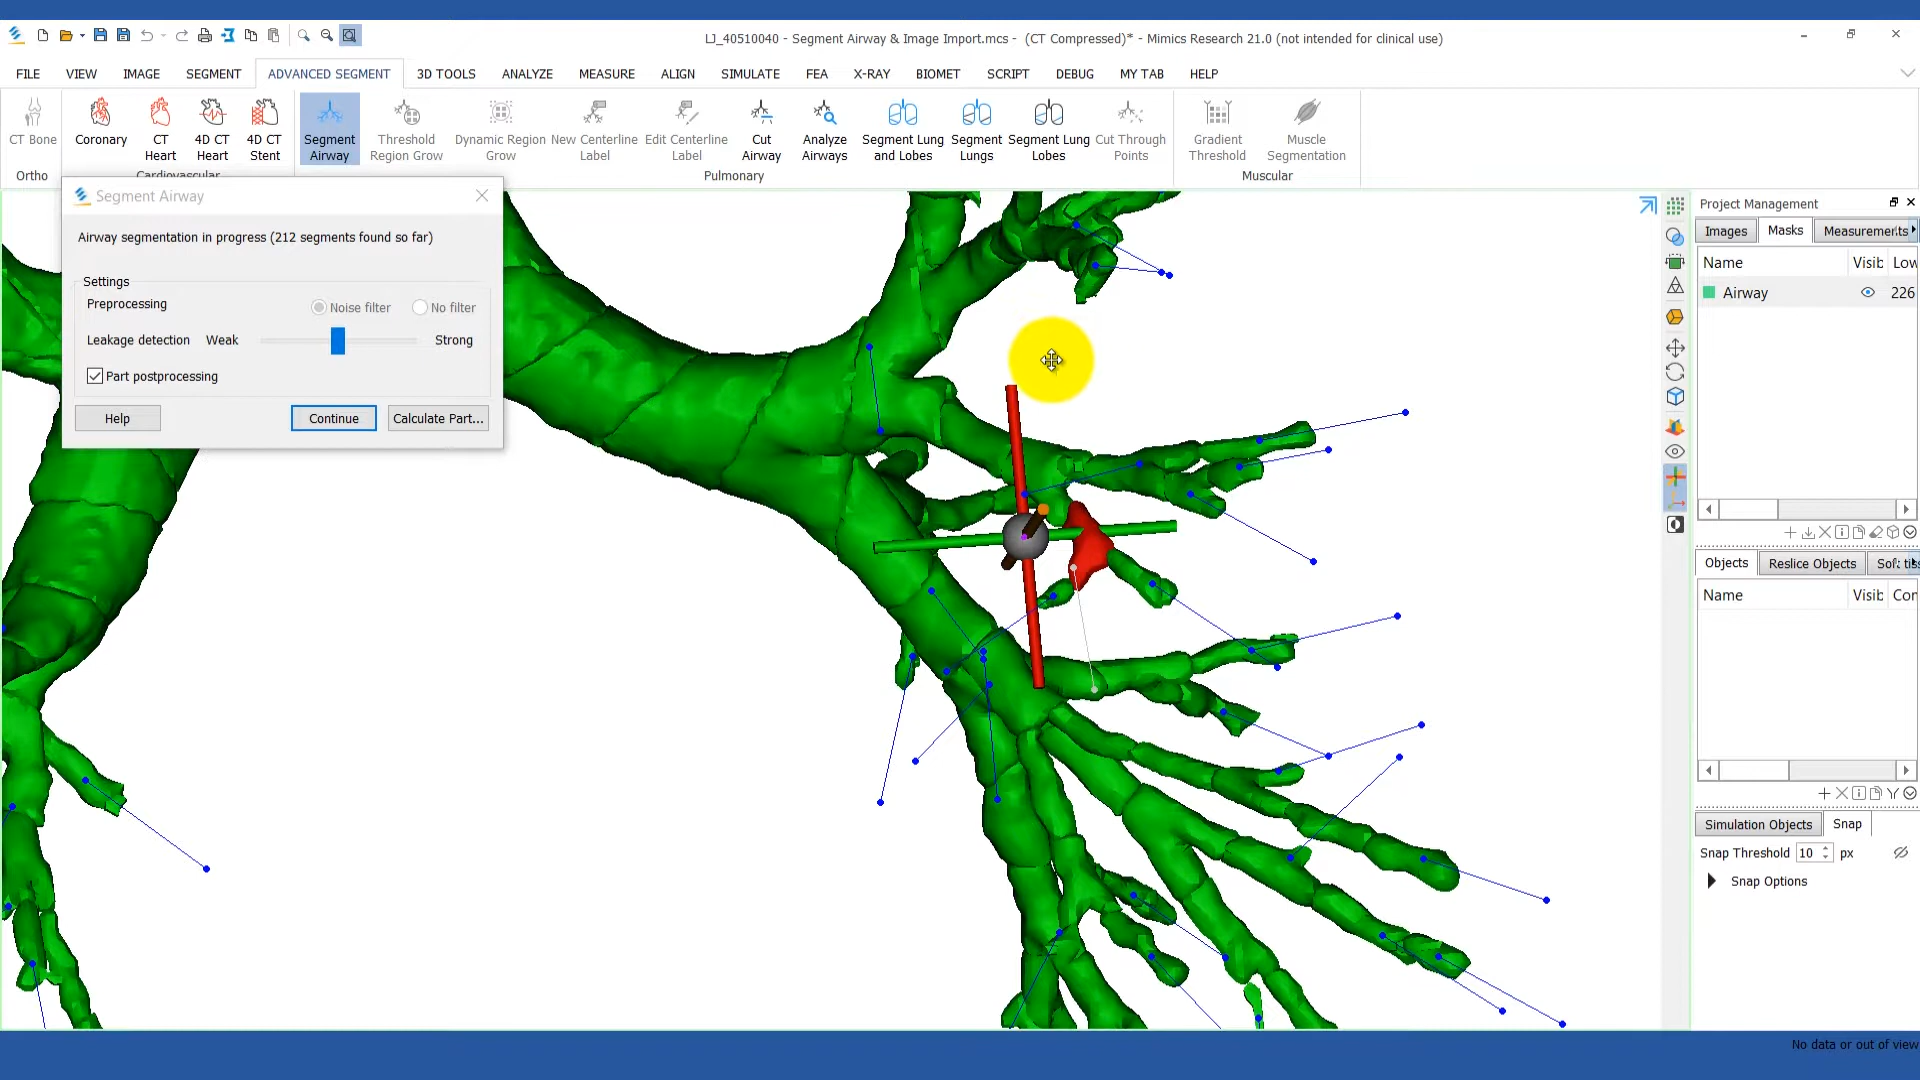 LJ_40510040 - Segment Airway & Image Import.mcs - (CT Compressed)* - Mimics Research 21.0 (not intended for clinical use)
FILE VIEW IMAGE SEGMENT ADVANCED SEGMENT 3D TOOLS ANALYZE MEASURE ALIGN SIMULATE FEA X-RAY BIOMET SCRIPT DEBUG MY TAB HELP
CT Bone Coronary CT Heart 4D CT Heart 4D CT Stent Segment Airway Threshold Region Grow Dynamic Region Grow New Centerline Label Edit Centerline Label Cut Airway Analyze Airways Segment Lung and Lobes Segment Lungs Segment Lung Lobes Cut Through Points Gradient Threshold Muscle Segmentation
Ortho Cardiovascular Pulmonary Muscular
Segment Airway
Airway segmentation in progress (212 segments found so far)
Settings
Preprocessing Noise filter No filter
Leakage detection Weak Strong
Part postprocessing
Help Continue Calculate Part...
Project Management
Images Masks Measurements
Name Visib Low
Airway 226
Objects Reslice Objects Soft tis
Name Visib Con
Simulation Objects Snap
Snap Threshold 10 px
Snap Options
No data or out of view